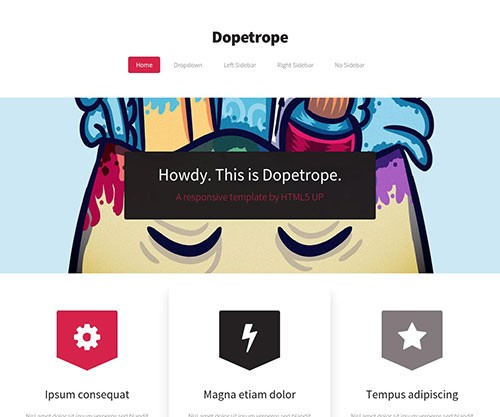 Dopetrope
Home Dropdown Left Sidebar Right Sidebar No Sidebar
Howdy. This is Dopetrope.
A responsive template by HTML5 UP
Ipsum consequat Magna etiam dolor Tempus adipiscing